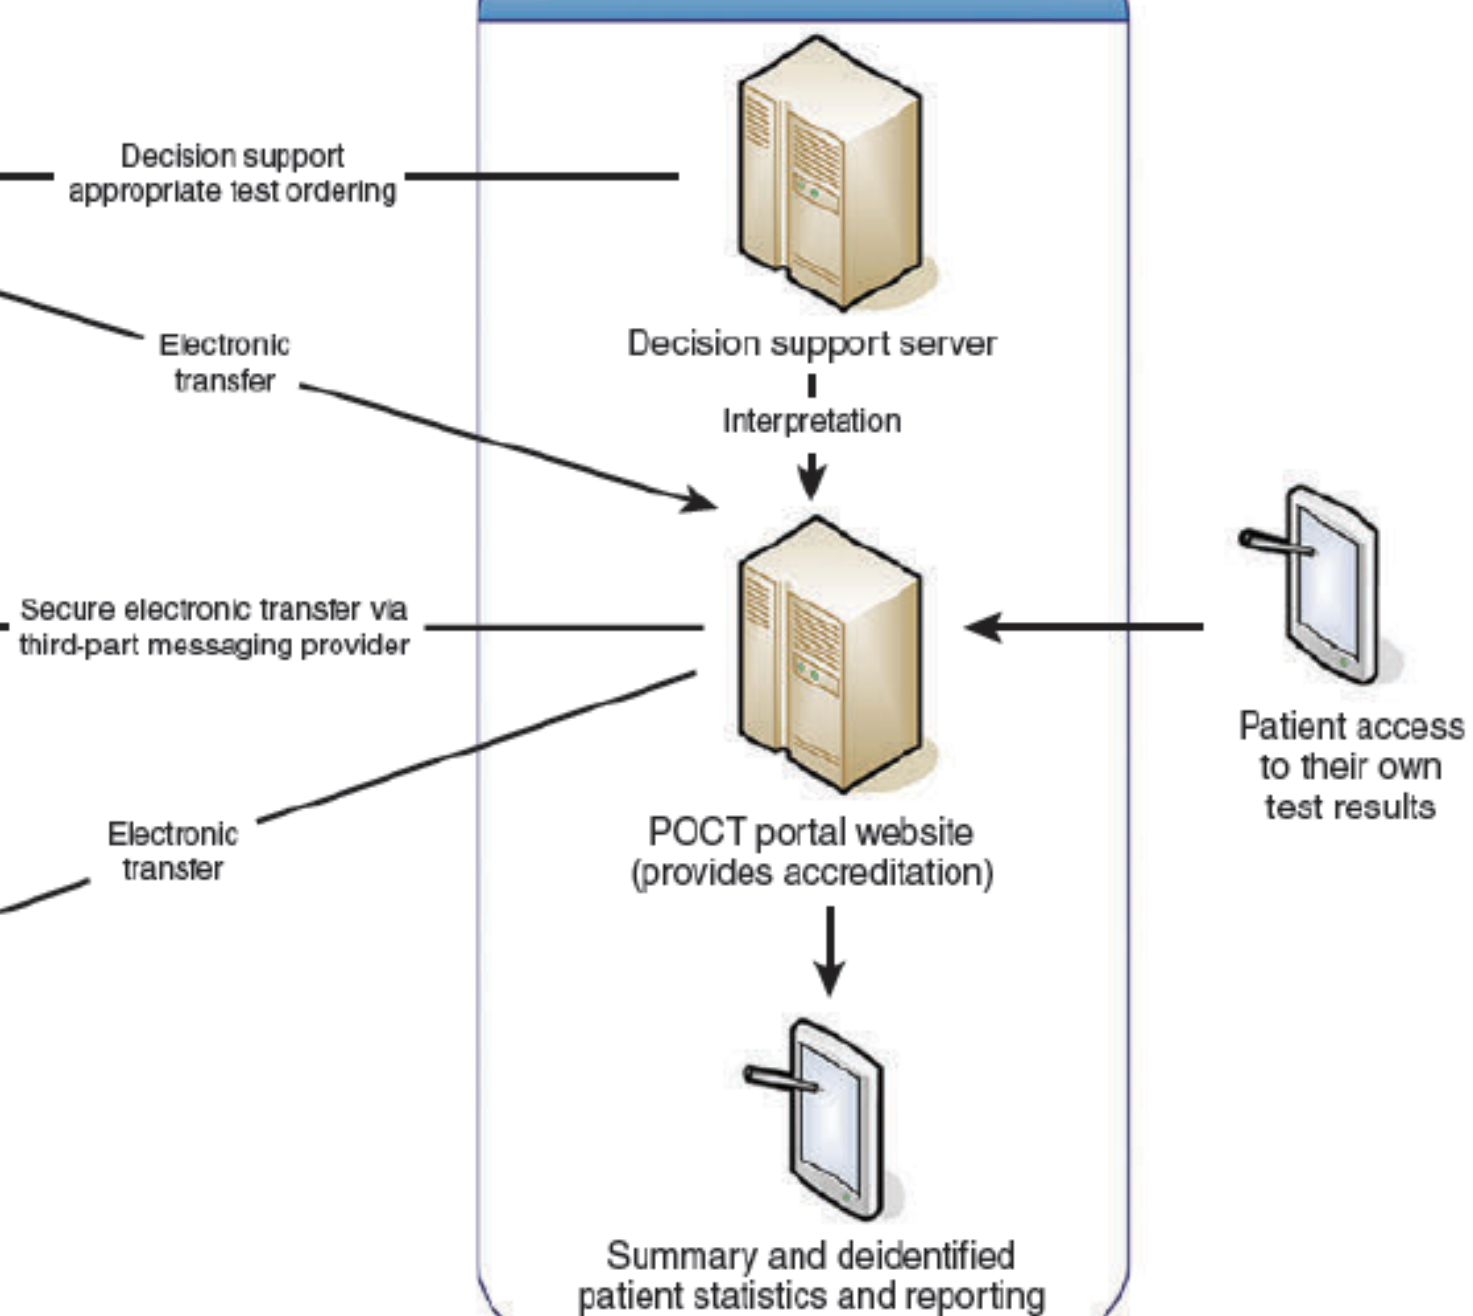 Decision support
appropriate test ordering
Decision support server
Electronic
transfer
Interpretation
Secure electronic transfer via
third-part messaging provider
Patient access
to their own
test results
Electronic
transfer
POCT portal website
(provides accreditation)
Summary and deidentified
patient statistics and reporting